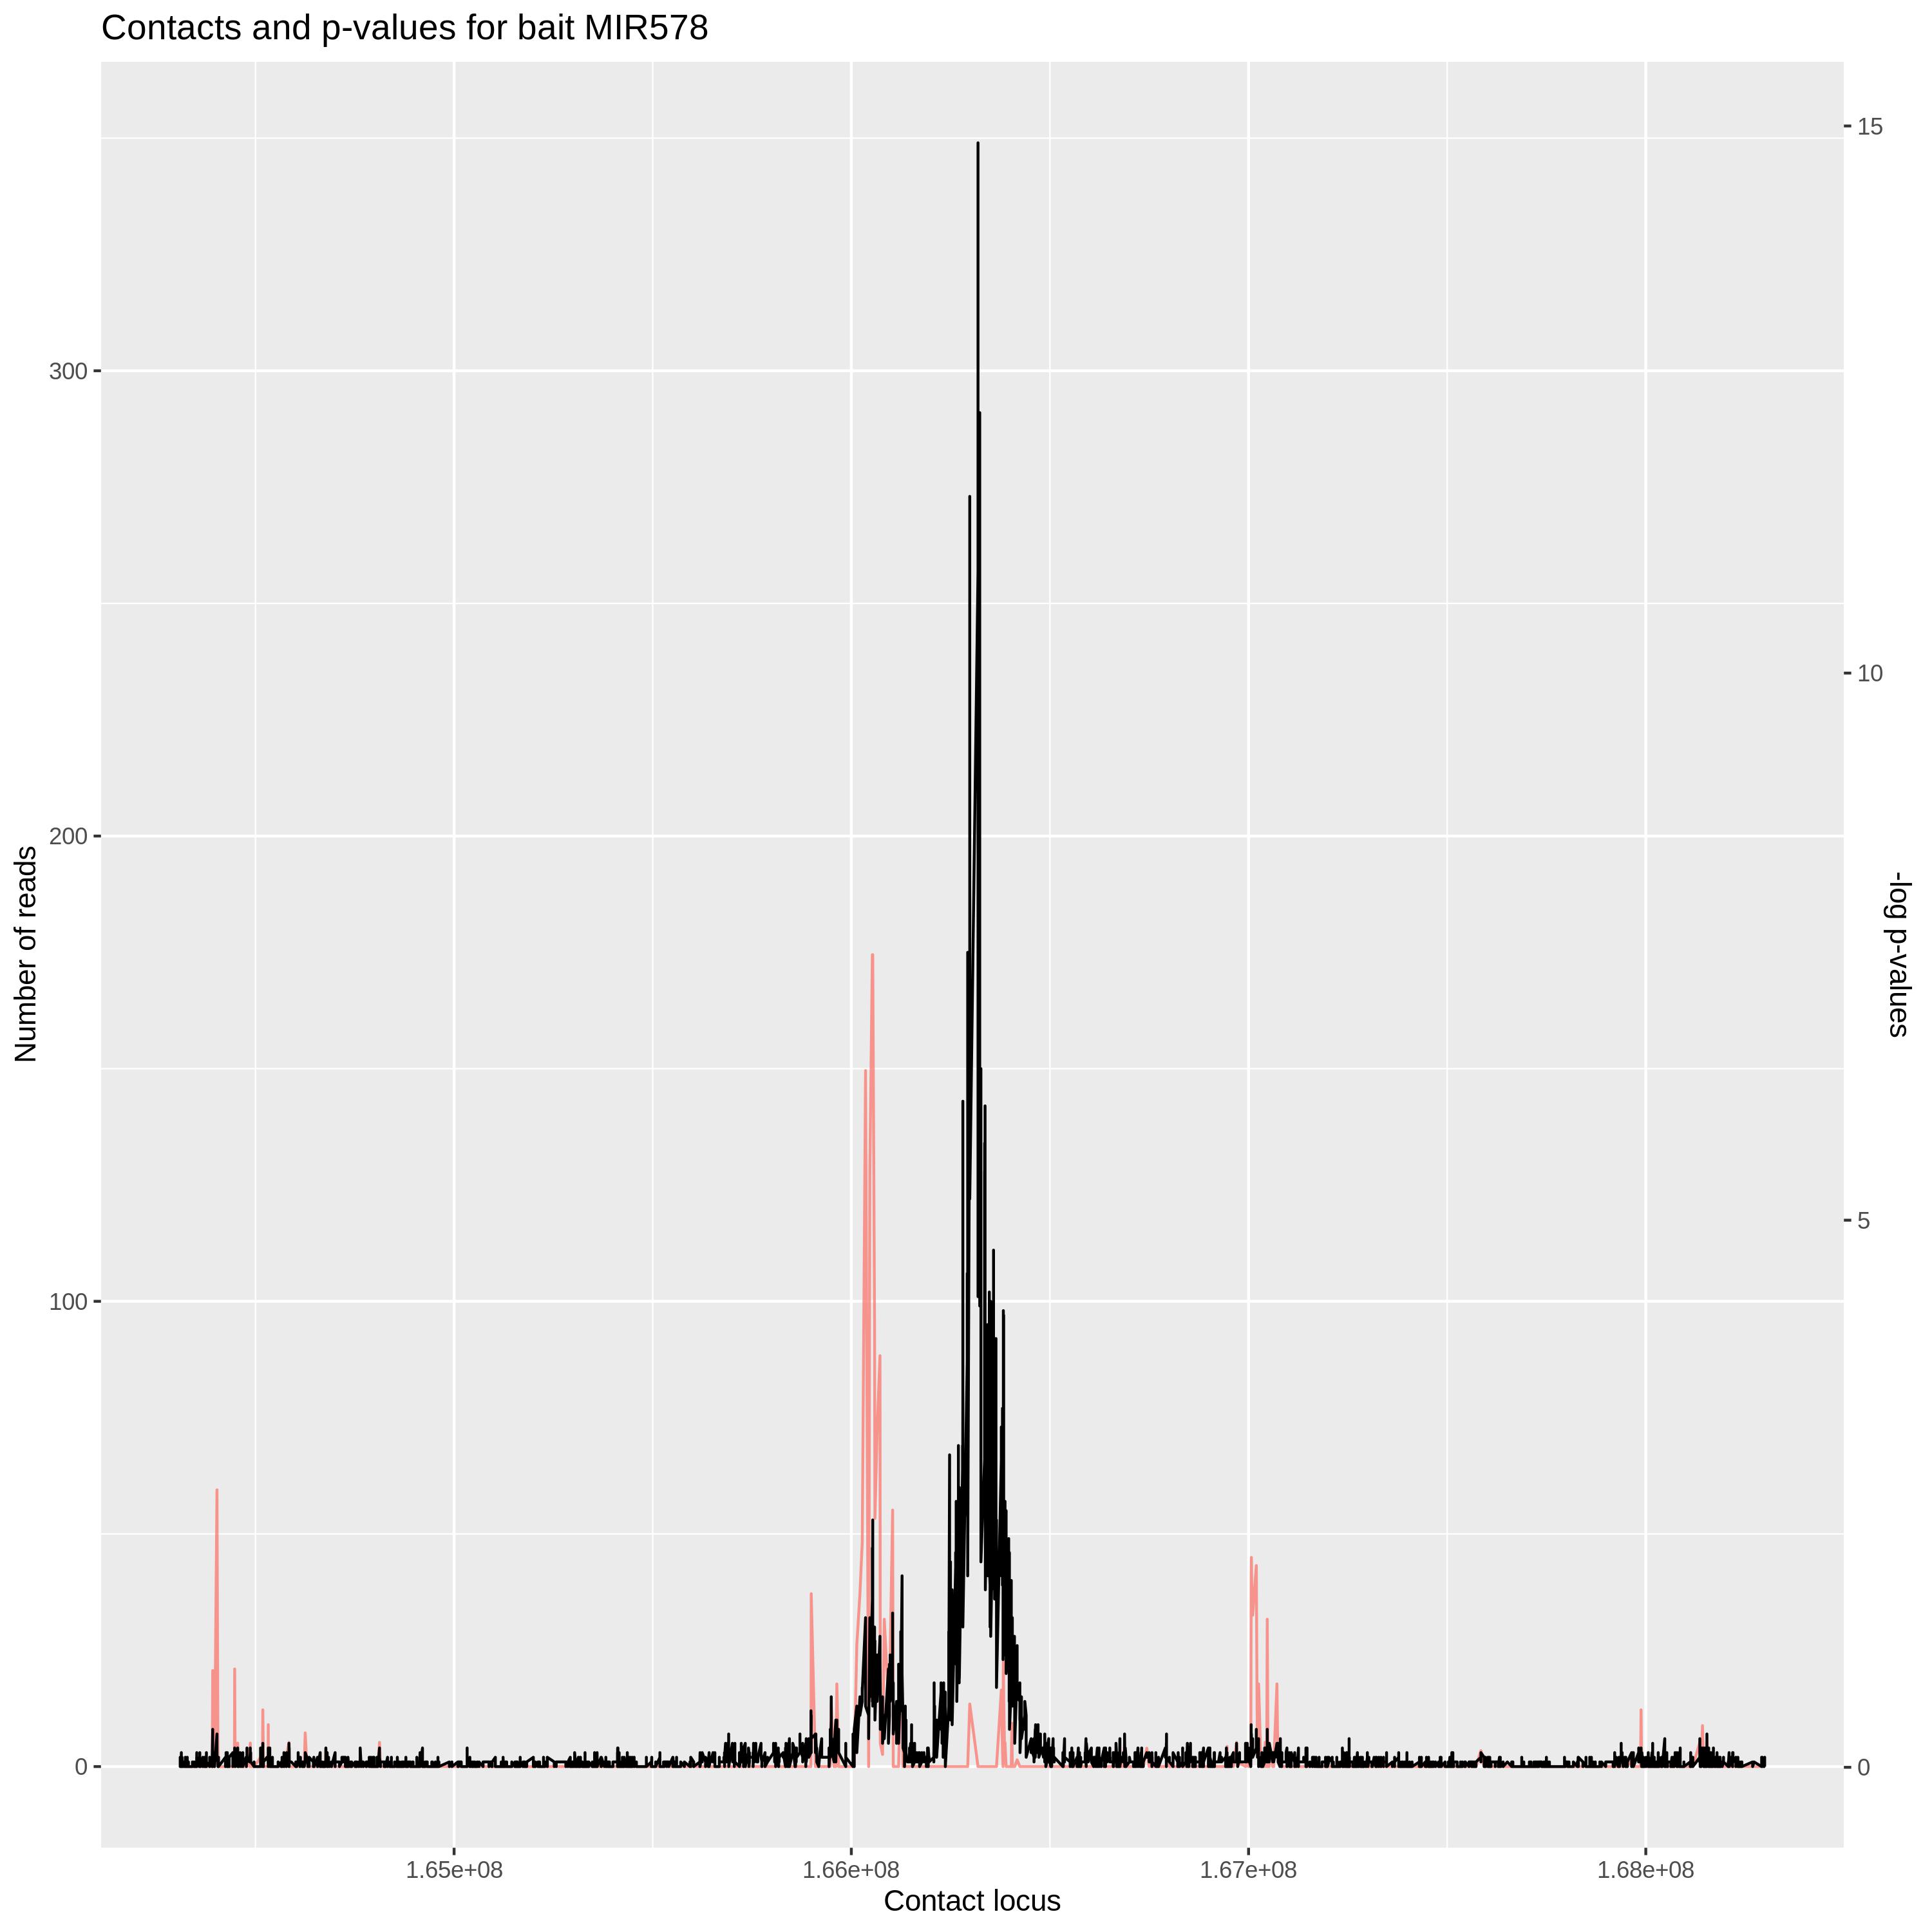 Contacts and p-values for bait MIR578
Number of reads
300
200
100
0
15
10
5
0
-log p-values
1.65e+08
1.66e+08
1.67e+08
1.68e+08
Contact locus